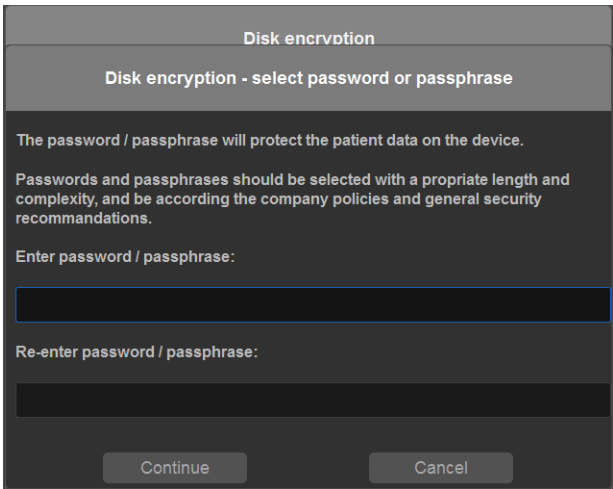 Disk encryption
Disk encryption - select password or passphrase
The password / passphrase will protect the patient data on the device.
Passwords and passphrases should be selected with a propriate length and
complexity, and be according the company policies and general security
recommandations.
Enter password / passphrase:
Re-enter password / passphrase:
Continue
Cancel